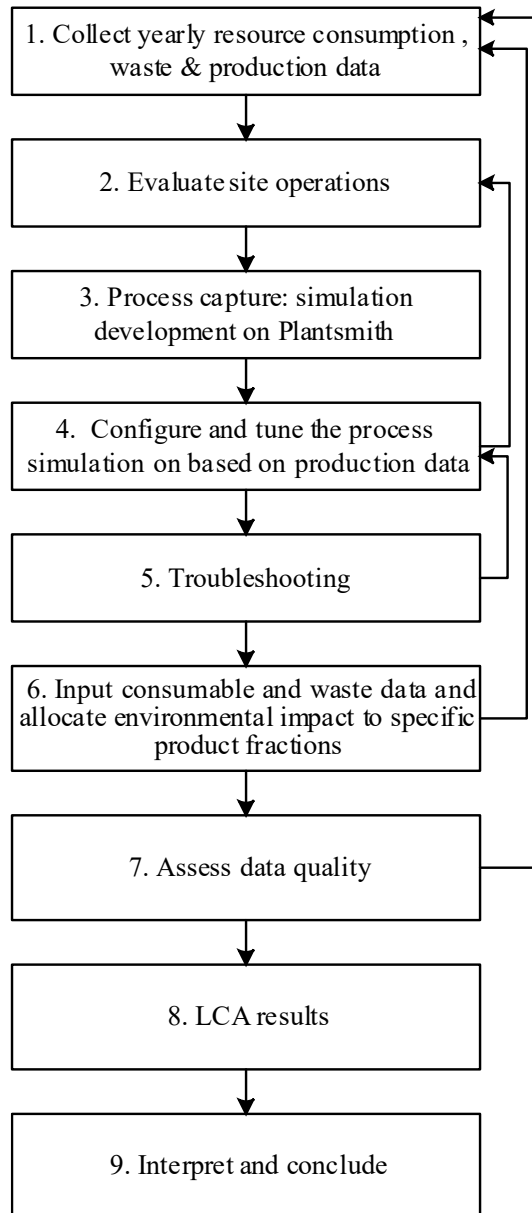 1. Collect yearly resource consumption ,
waste & production data
2. Evaluate site operations
3. Process capture: simulation
development on Plantsmith
4. Configure and tune the process
simulation on based on production data
5. Troubleshooting
6. Input consumable and waste data and
allocate environmental impact to specific
product fractions
7. Assess data quality
8. LCA results
9. Interpret and conclude